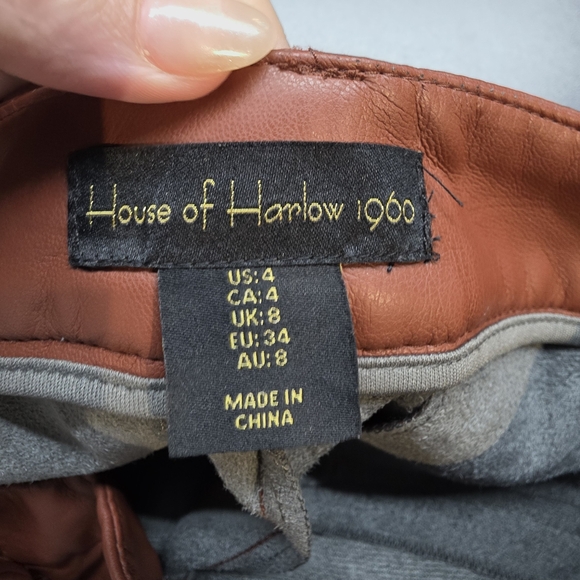 House of Harlow 1960
US:4
CA:4
UK:8
EU:34
AU:8
MADE IN
CHINA